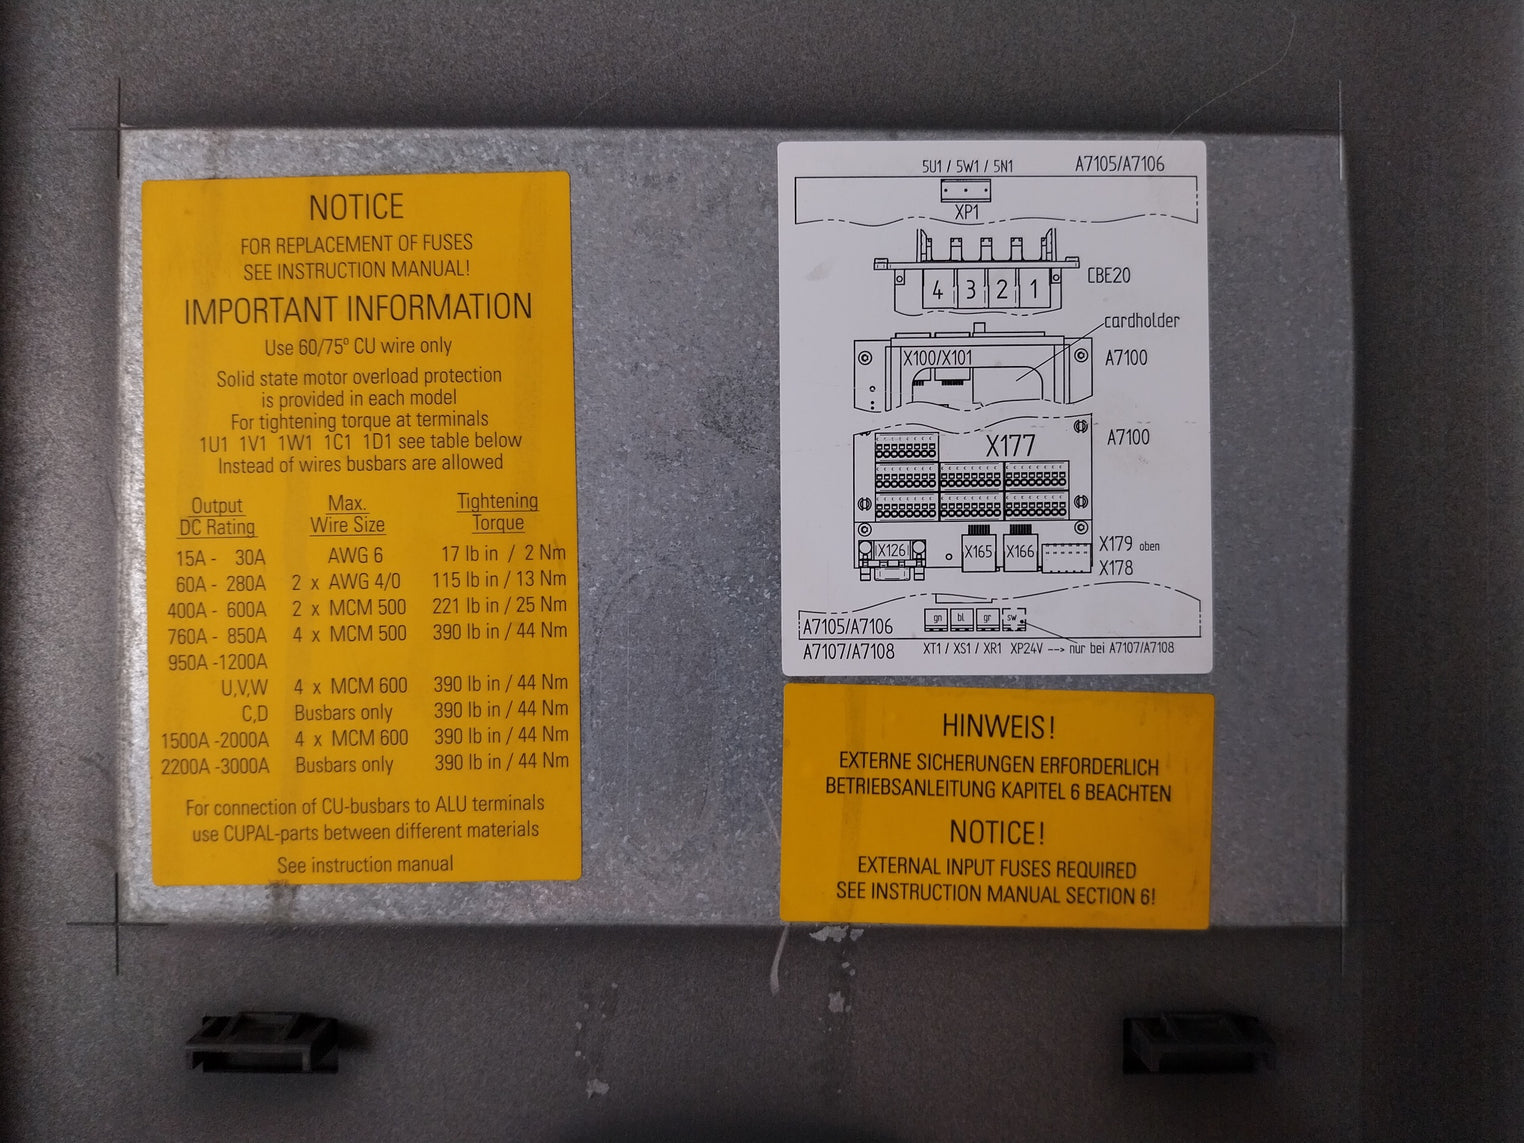 NOTICE
FOR REPLACEMENT OF FUSES
SEE INSTRUCTION MANUAL!
IMPORTANT INFORMATION
Use 60/75° CU wire only
Solid state motor overload protection
is provided in each model
For tightening torque at terminals
1U1 1V1 1W1 1C1 1D1 see table below
Instead of wires busbars are allowed
Output Max. Tightening
DC Rating Wire Size Torque
15A - 30A AWG 6 17 lb in / 2 Nm
60A - 280A 2 x AWG 4/0 115 lb in / 13 Nm
400A - 600A 2 x MCM 500 221 lb in / 25 Nm
760A - 850A 4 x MCM 500 390 lb in / 44 Nm
950A -1200A
U,V,W 4 x MCM 600 390 lb in / 44 Nm
C,D Busbars only 390 lb in / 44 Nm
1500A -2000A 4 x MCM 600 390 lb in / 44 Nm
2200A -3000A Busbars only 390 lb in / 44 Nm
For connection of CU-busbars to ALU terminals
use CUPAL-parts between different materials
See instruction manual
5U1 / 5W1 / 5N1 A7105/A7106
XP1
CBE20
4 3 2 1
cardholder
X100/X101 A7100
X177 A7100
X126 X165 X166 X179 oben
X178
gn bl gr sw
A7105/A7106
A7107/A7108 XT1 / XS1 / XR1 XP24V --> nur bei A7107/A7108
HINWEIS!
EXTERNE SICHERUNGEN ERFORDERLICH
BETRIEBSANLEITUNG KAPITEL 6 BEACHTEN
NOTICE!
EXTERNAL INPUT FUSES REQUIRED
SEE INSTRUCTION MANUAL SECTION 6!